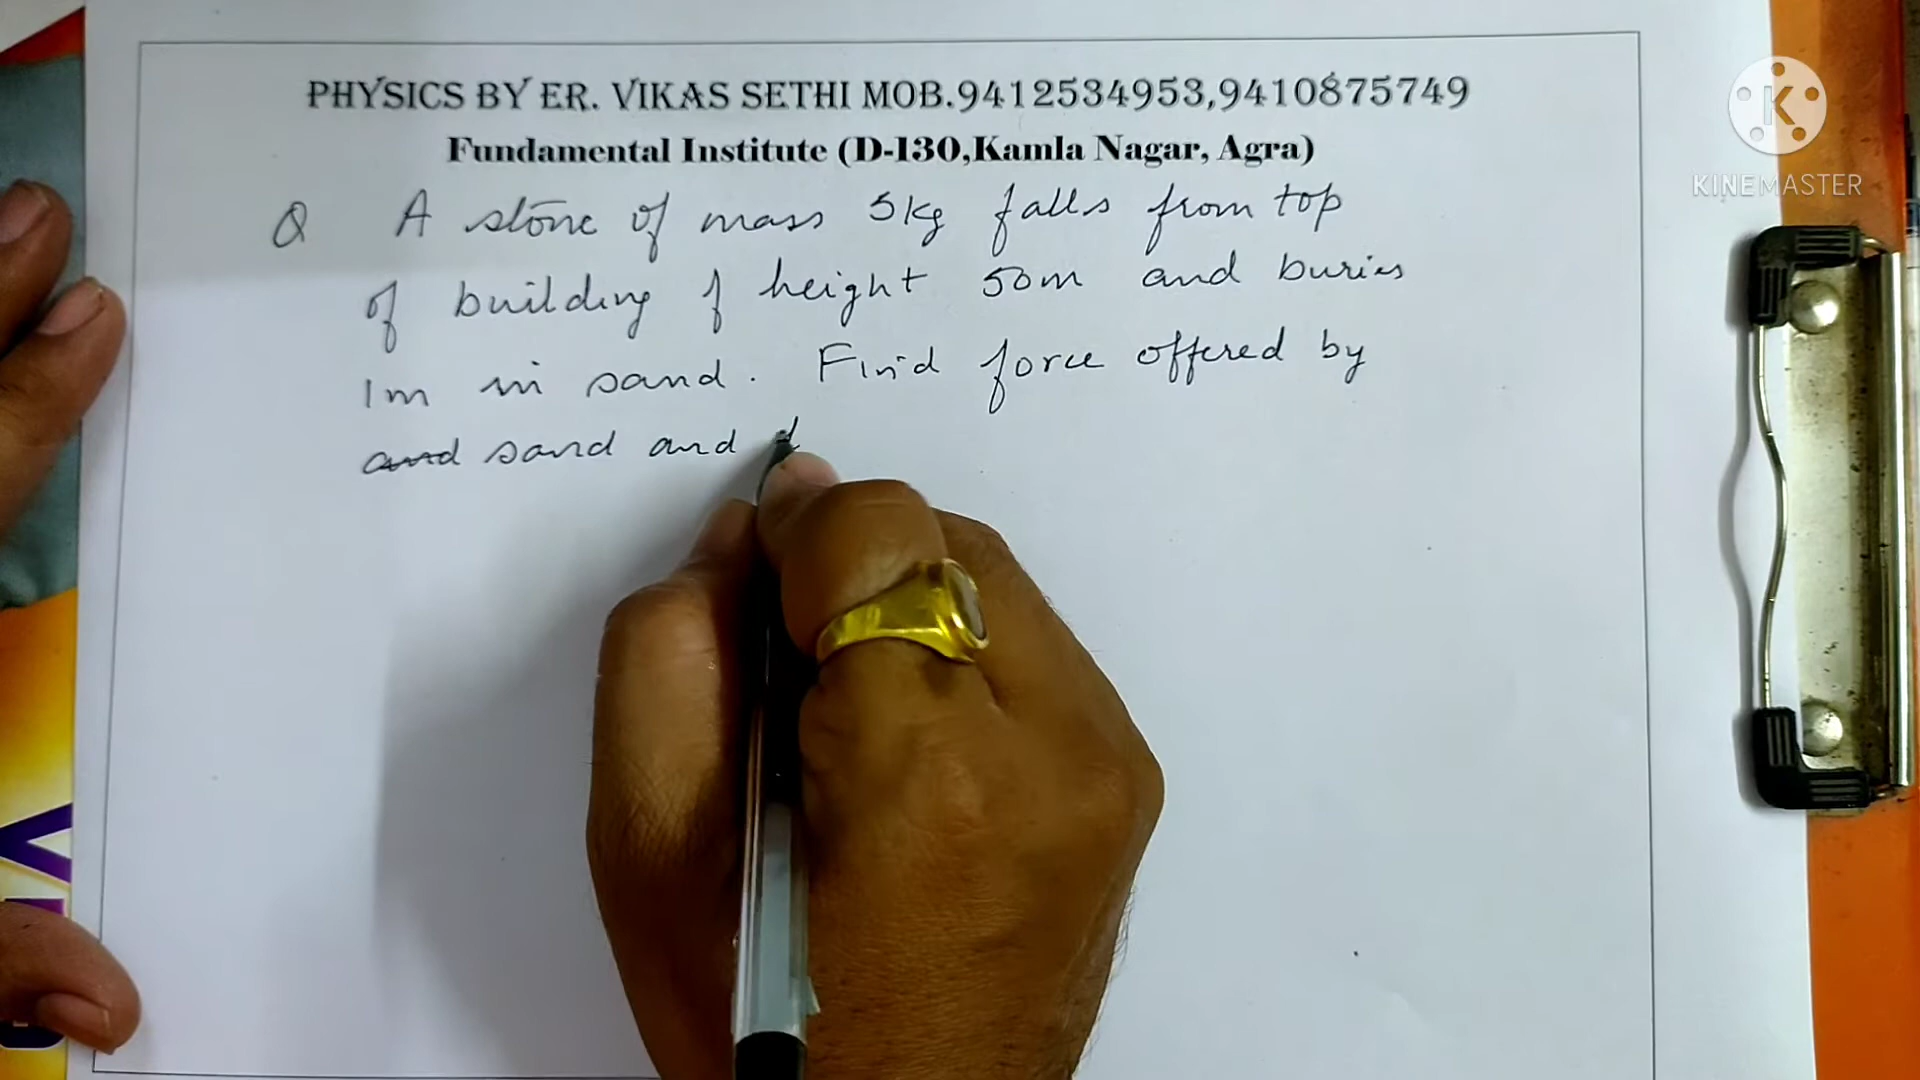 PHYSICS BY ER. VIKAS SETHI MOB.9412534953,9410875749
Fundamental Institute (D-130,Kamla Nagar, Agra)
Q A stone of mass 5kg falls from top
of building of height 50m and buries
1m in sand. Find force offered by
and sand and
KINEMASTER